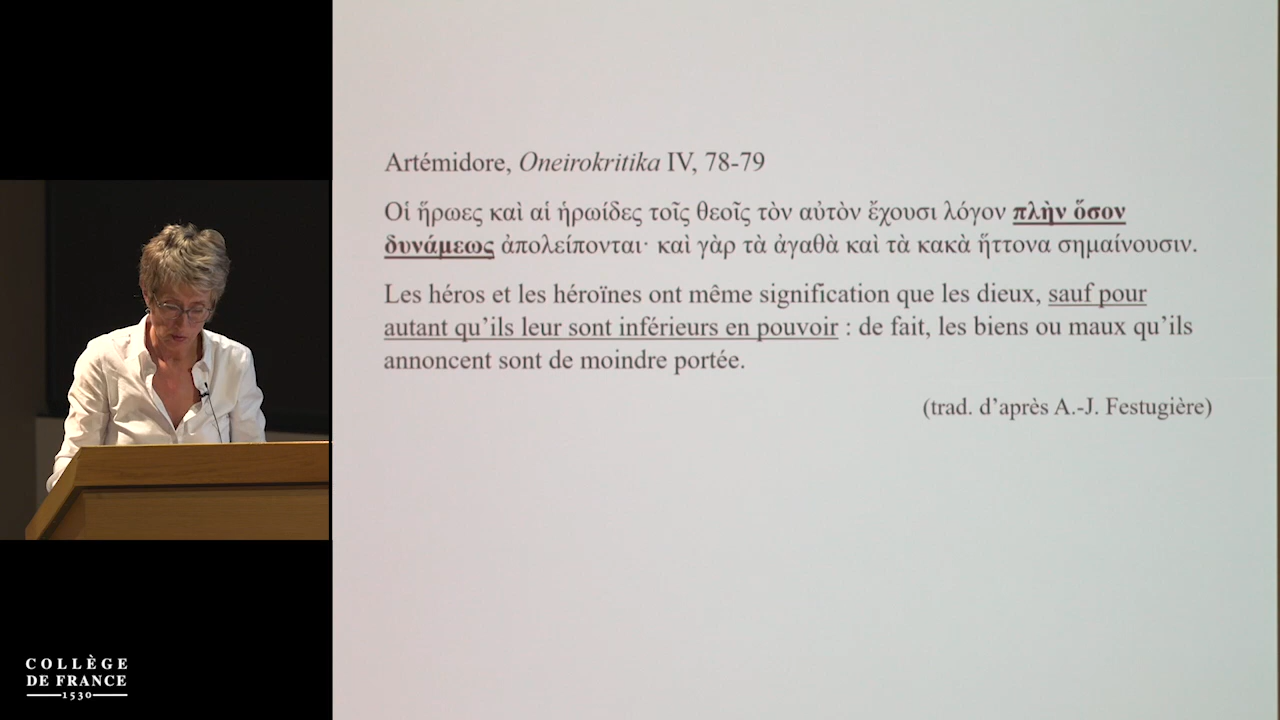 Artémidore, Oneirokritika IV, 78-79
Οἱ ἥρωες καὶ αἱ ἡρωίδες τοῖς θεοῖς τὸν αὐτὸν ἔχουσι λόγον πλὴν ὅσον
δυνάμεως ἀπολείπονται· καὶ γὰρ τὰ ἀγαθὰ καὶ τὰ κακὰ ἥττονα σημαίνουσιν.
Les héros et les héroïnes ont même signification que les dieux, sauf pour
autant qu’ils leur sont inférieurs en pouvoir : de fait, les biens ou maux qu’ils
annoncent sont de moindre portée.
(trad. d’après A.-J. Festugière)
COLLÈGE
DE FRANCE
1530